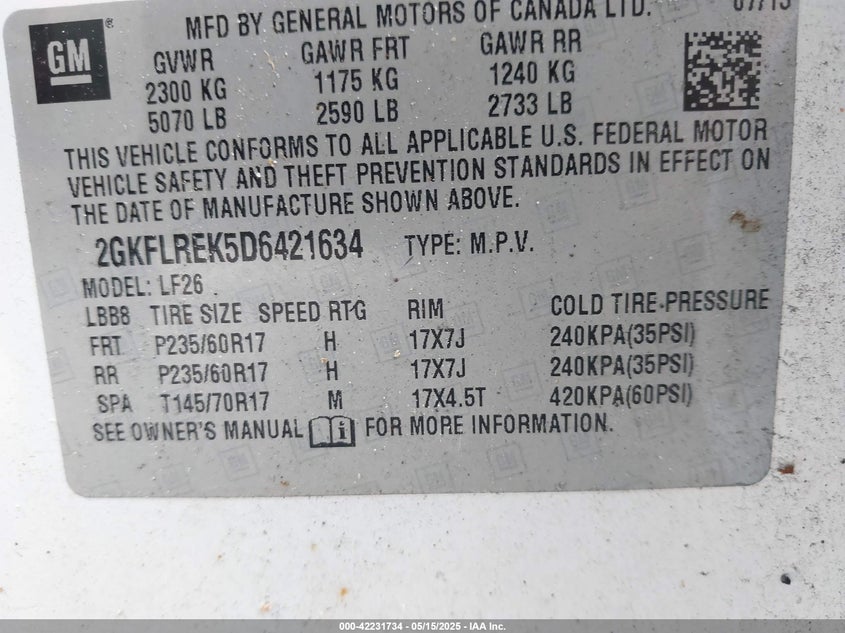 MFD BY GENERAL MOTORS OF CANADA LTD. 07/13
GM
GVWR GAWR FRT GAWR RR
2300 KG 1175 KG 1240 KG
5070 LB 2590 LB 2733 LB
THIS VEHICLE CONFORMS TO ALL APPLICABLE U.S. FEDERAL MOTOR
VEHICLE SAFETY AND THEFT PREVENTION STANDARDS IN EFFECT ON
THE DATE OF MANUFACTURE SHOWN ABOVE.
2GKFLREK5D6421634 TYPE: M.P.V.
MODEL: LF26
LBB8 TIRE SIZE SPEED RTG RIM COLD TIRE PRESSURE
FRT P235/60R17 H 17X7J 240KPA(35PSI)
RR P235/60R17 H 17X7J 240KPA(35PSI)
SPA T145/70R17 M 17X4.5T 420KPA(60PSI)
SEE OWNER'S MANUAL i FOR MORE INFORMATION.
000-42231734 - 05/15/2025 - IAA Inc.